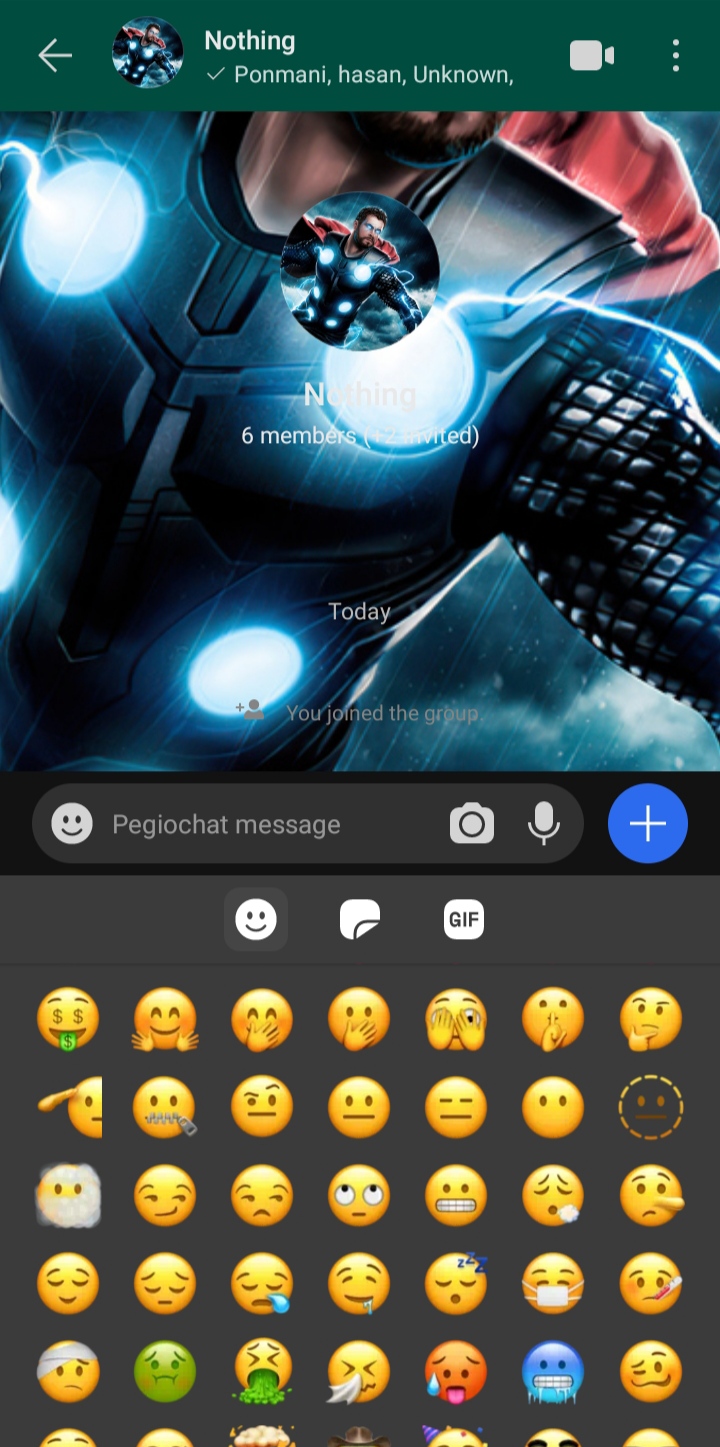 Nothing
Ponmani, hasan, Unknown,
Nothing
6 members (+2 invited)
Today
You joined the group.
Pegiochat message
GIF